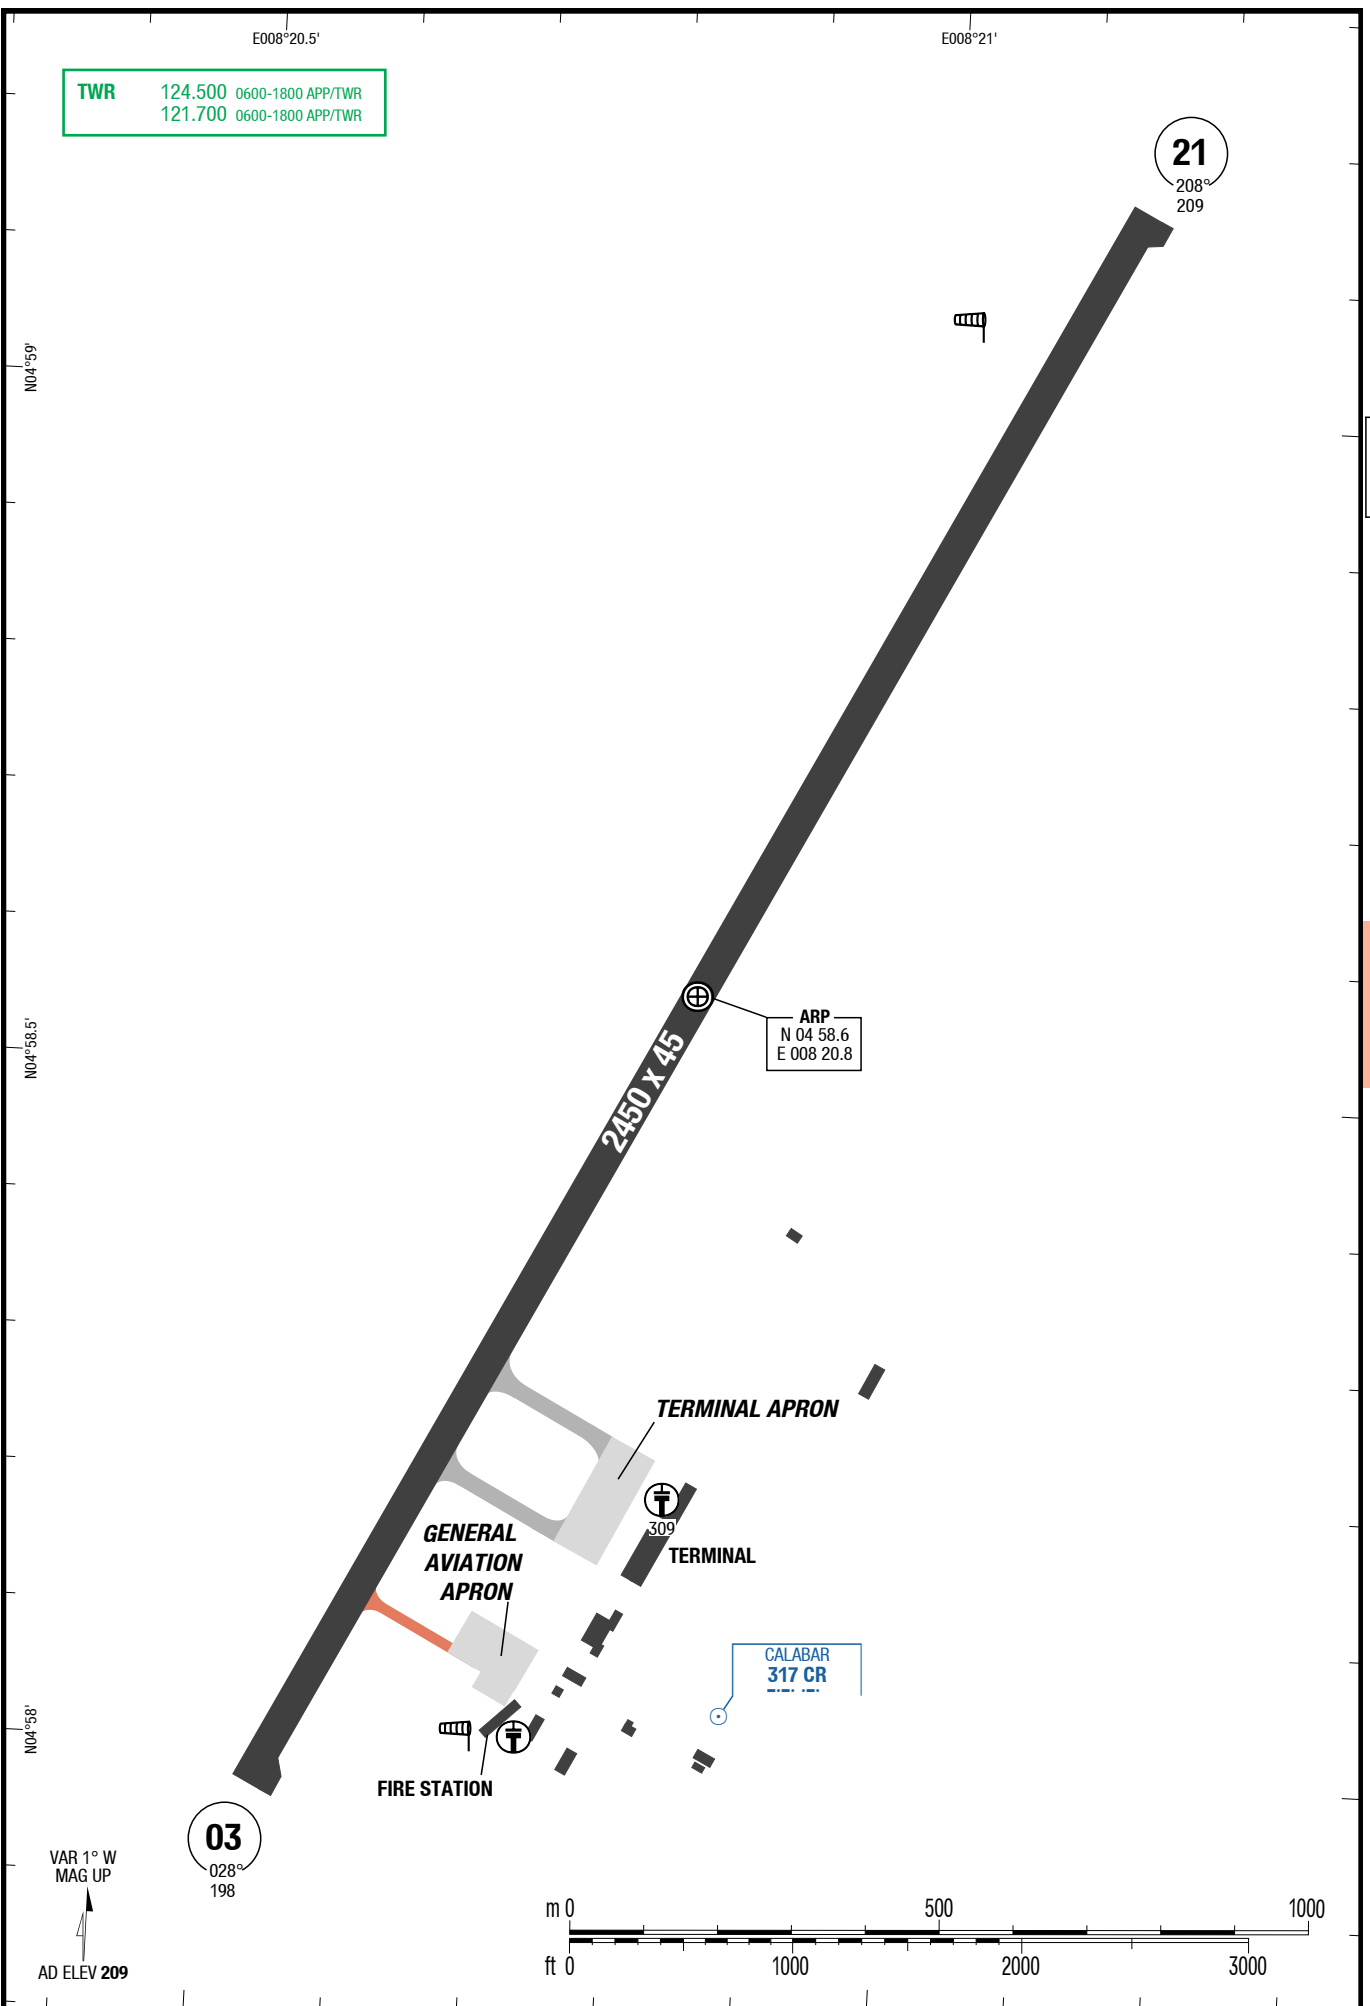 E008°20.5'
E008°21'
TWR 124.500 0600-1800 APP/TWR
121.700 0600-1800 APP/TWR
21
208°
209
N04°59'
ARP
N 04 58.6
E 008 20.8
N04°58.5'
2450 x 45
TERMINAL APRON
309
TERMINAL
GENERAL
AVIATION
APRON
CALABAR
317 CR
N04°58'
FIRE STATION
03
028°
198
VAR 1° W
MAG UP
AD ELEV 209
m 0 500 1000
ft 0 1000 2000 3000